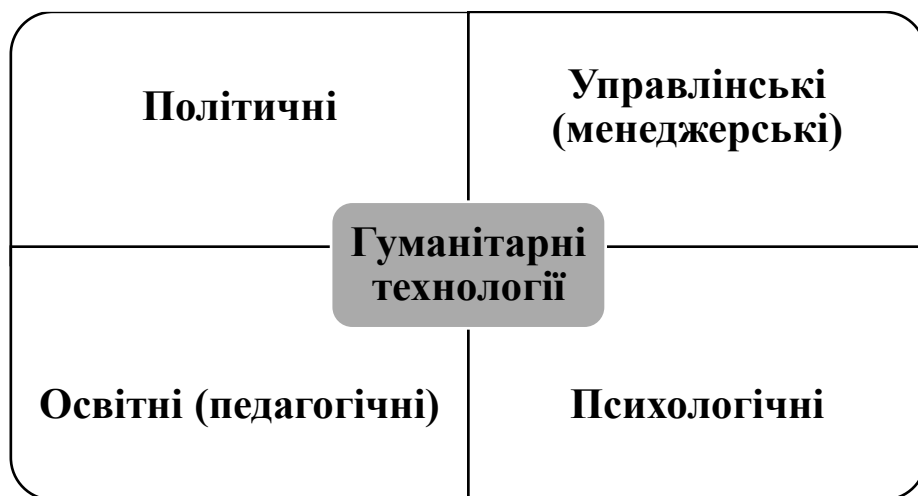 Політичні
Управлінські
(менеджерські)
Гуманітарні
технології
Освітні (педагогічні)
Психологічні